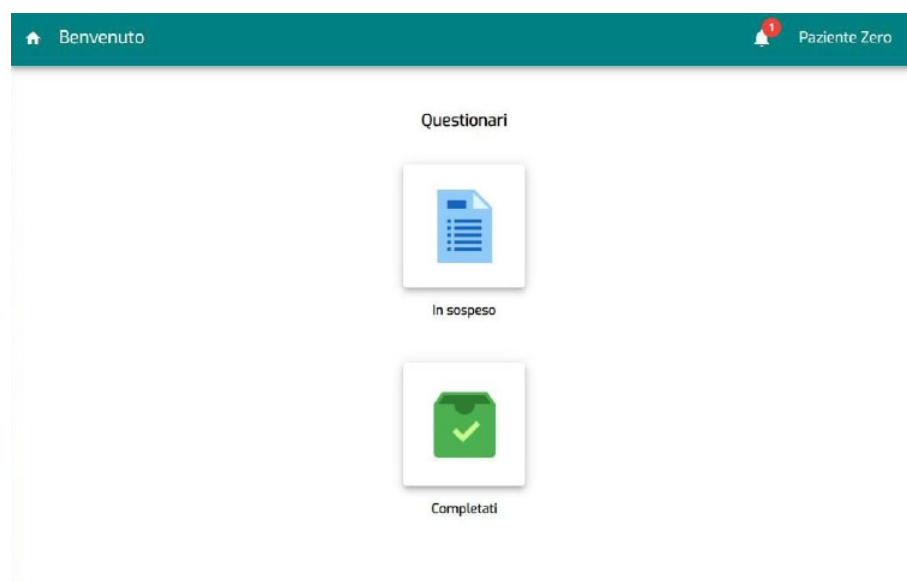 Benvenuto
1
Paziente Zero
Questionari
In sospeso
Completati